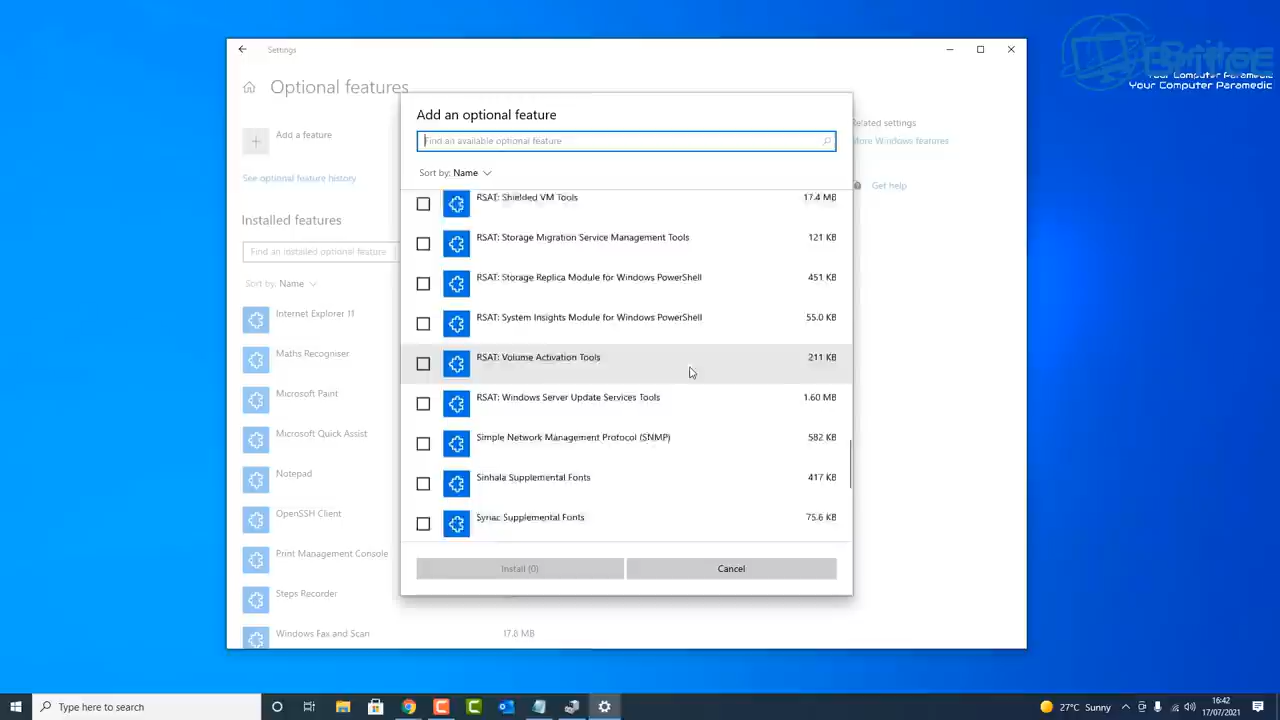 Settings
Britec
Your Computer Paramedic
Your Computer Paramedic
Optional features
Add a feature
See optional feature history
Installed features
Find an installed optional feature
Sort by: Name
Internet Explorer 11
Maths Recogniser
Microsoft Paint
Microsoft Quick Assist
Notepad
OpenSSH Client
Print Management Console
Steps Recorder
Windows Fax and Scan 17.8 MB
Add an optional feature
Find an available optional feature
Sort by: Name
RSAT: Shielded VM Tools 17.4 MB
RSAT: Storage Migration Service Management Tools 121 KB
RSAT: Storage Replica Module for Windows PowerShell 451 KB
RSAT: System Insights Module for Windows PowerShell 55.0 KB
RSAT: Volume Activation Tools 211 KB
RSAT: Windows Server Update Services Tools 1.60 MB
Simple Network Management Protocol (SNMP) 582 KB
Sinhala Supplemental Fonts 417 KB
Syriac Supplemental Fonts 75.6 KB
Install (0) Cancel
Related settings
More Windows features
Get help
Type here to search
27°C Sunny
16:42
17/07/2021